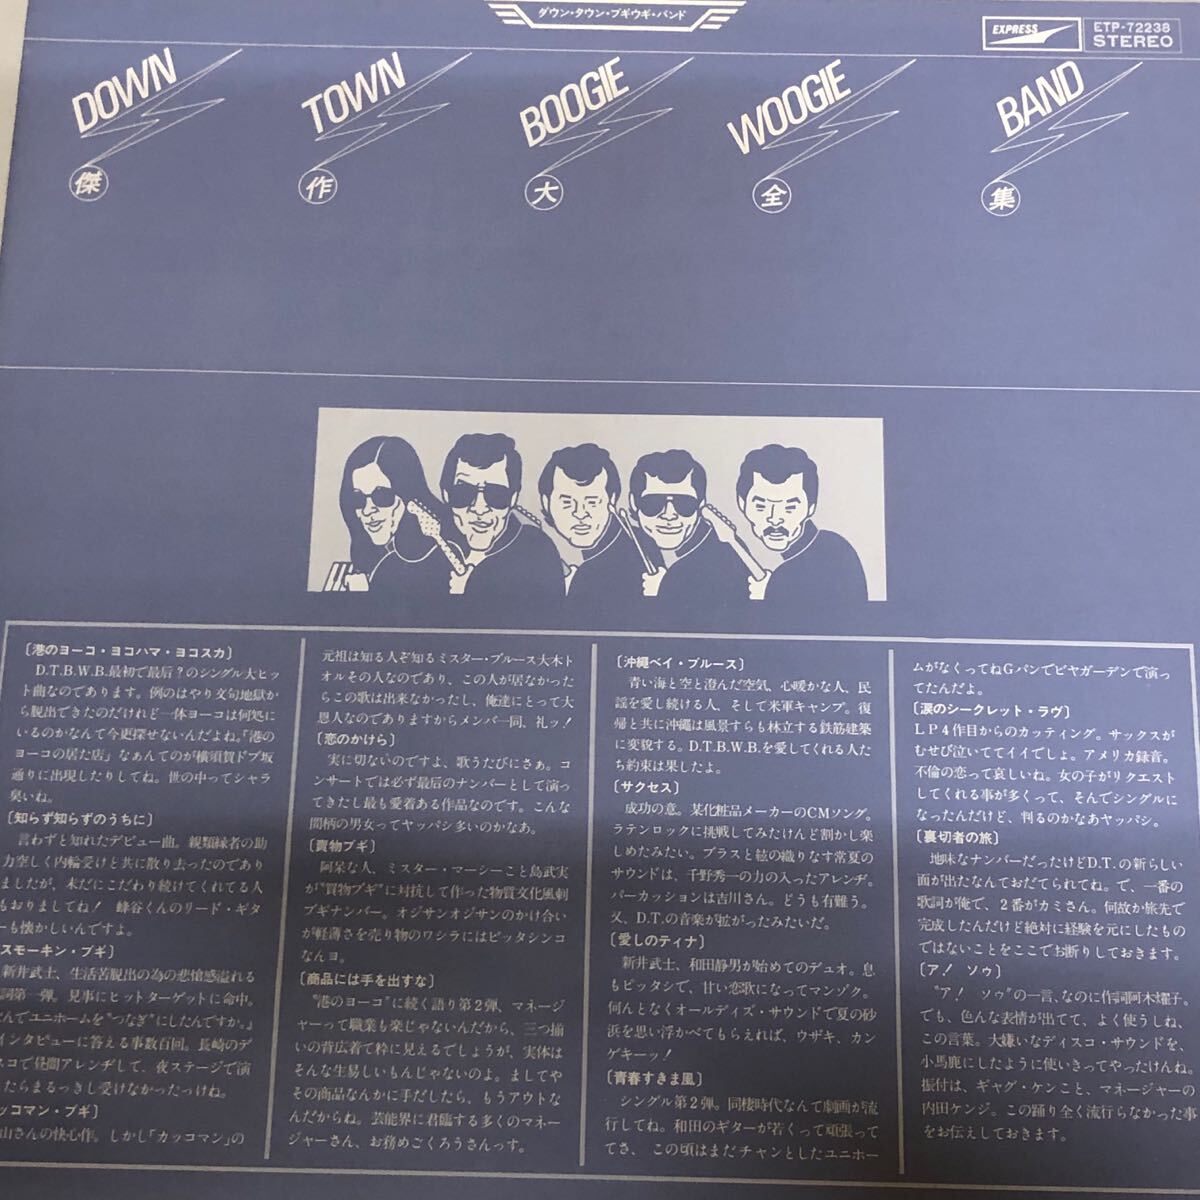 ダウン・タウン・ブギウギ・バンド
EXPRESS
ETP-72238
STEREO
DOWN TOWN BOOGIE WOOGIE BAND
傑 作 大 全 集
〔港のヨーコ・ヨコハマ・ヨコスカ〕
D.T.B.W.B.最初で最后？のシングル大ヒッ
ト曲なのであります。例のはやり文句地獄か
ら脱出できたのだけれど一体ヨーコは何処に
いるのかなんて今更探せないんだよね。「港の
ヨーコの居た店」なぁんてのが横須賀ドブ坂
通りに出現したりしてね。世の中ってシャラ
臭いね。
〔知らず知らずのうちに〕
言わずと知れたデビュー曲。親類縁者の助
力空しく内輪受けと共に散り去ったのであり
ましたが、未だにこだわり続けてくれてる人
もおりましてね！ 蜂谷くんのリード・ギタ
ーも懐かしいんですよ。
スモーキン・ブギ〕
新井武士、生活苦脱出の為の悲愴感溢れる
詞第一弾。見事にヒットターゲットに命中。
んでユニホームを"つなぎ"にしたんですか。」
インタビューに答える事数百回。長崎のデ
スコで昼間アレンヂして、夜ステージで演
たらまるっきし受けなかったっけね。
ッコマン・ブギ〕
山さんの快心作。しかし「カッコマン」の
元祖は知る人ぞ知るミスター・ブルース大木ト
オルその人なのであり、この人が居なかった
らこの歌は出来なかったし、俺達にとって大
恩人なのでありますからメンバ一同、礼ッ！
〔恋のかけら〕
実に切ないのですよ、歌うたびにさぁ。コ
ンサートでは必ず最后のナンバーとして演っ
てきたし最も愛着ある作品なのです。こんな
間柄の男女ってヤッパシ多いのかなあ。
〔賣物ブギ〕
阿呆な人、ミスター・マーシーこと島武実
が"買物ブギ"に対抗して作った物質文化風刺
ブギナンバー。オジサンオジサンのかけ合い
が軽薄さを売り物のワシラにはピッタシンコ
なんヨ。
〔商品には手を出すな〕
"港のヨーコ"に続く語り第2弾、マネージ
ャーって職業も楽じゃないんだから、三つ揃
いの背広着て粋に見えるでしょうが、実体は
そんな生易しいもんじゃないのよ。ましてや
その商品なんかに手だしたら、もうアウトな
んだからね。芸能界に君臨する多くのマネー
ジャーさん、お務めごくろうさんっす。
〔沖縄ベイ・ブルース〕
青い海と空と澄んだ空気、心暖かな人、民
謡を愛し続ける人、そして米軍キャンプ。復
帰と共に沖縄は風景すらも林立する鉄筋建築
に変貌する。D.T.B.W.B.を愛してくれる人た
ち約束は果したよ。
〔サクセス〕
成功の意。某化粧品メーカーのCMソング。
ラテンロックに挑戦してみたけんど割かし楽
しめたみたい。ブラスと絃の織りなす常夏の
サウンドは、千野秀一の力の入ったアレンヂ。
パーカッションは吉川さん。どうも有難う。
又、D.T.の音楽が拡がったみたいだ。
〔愛しのティナ〕
新井武士、和田静男が始めてのデュオ。息
もピッタシで、甘い恋歌になってマンゾク。
何んとなくオールディズ・サウンドで夏の砂
浜を思い浮かべてもらえれば、ウザキ、カン
ゲキーッ！
〔青春すきま風〕
シングル第2弾。同棲時代なんて劇画が流
行してね。和田のギターが若くって頑張って
てさ、この頃はまだチャンとしたユニホー
ムがなくってねGパンでビヤガーデンで演っ
てたんだよ。
〔涙のシークレット・ラヴ〕
LP4作目からのカッティング。サックスが
むせび泣いててイイでしょ。アメリカ録音。
不倫の恋って哀しいね。女の子がリクエスト
してくれる事が多くって、そんでシングルに
なったんだけど、判るのかなあヤッパシ。
〔裏切者の旅〕
地味なナンバーだったけどD.T.の新らしい
面が出たなんておだてられてね。で、一番の
歌詞が俺で、2番がカミさん。何故か旅先で
完成したんだけど絶対に経験を元にしたもの
ではないことをここでお断りしておきます。
〔ア！ソゥ〕
"ア！ソゥ"の一言、なのに作詞阿木燿子。
でも、色んな表情が出てて、よく使うしね、
この言葉。大嫌いなディスコ・サウンドを、
小馬鹿にしたように使いきってやったけんね。
振付は、ギャグ・ケンこと、マネージャーの
内田ケンジ。この踊り全く流行らなかった事
をお伝えしておきます。